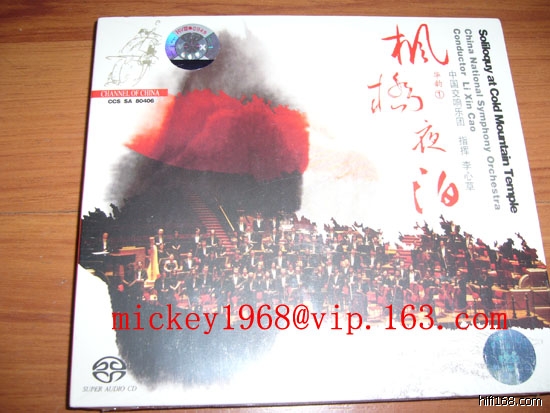 CHANNEL OF CHINA
CCS SA 80406
枫桥夜泊
Soliloquy at Cold Mountain Temple
China National Symphony Orchestra
Conductor Li Xin Cao
中国交响乐团 指挥 李心草
mickey1968@vip.163.com
SUPER AUDIO CD
hifi168.com